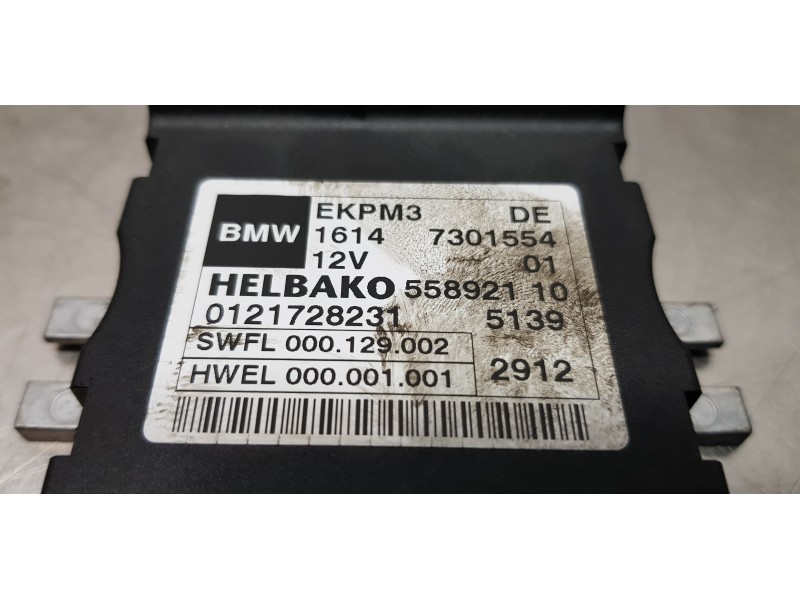 BMW EKPM3 DE
1614 7301554
12V 01
HELBAKO 558921 10
0121728231 5139
SWFL 000.129.002
HWEL 000.001.001 2912